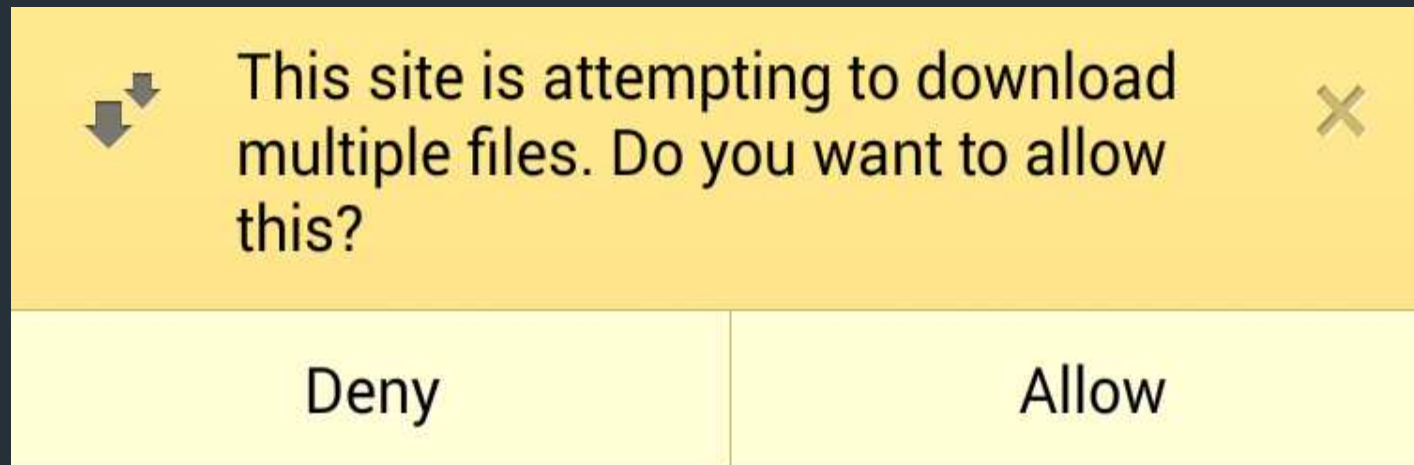 This site is attempting to download
multiple files. Do you want to allow
this?
Deny
Allow